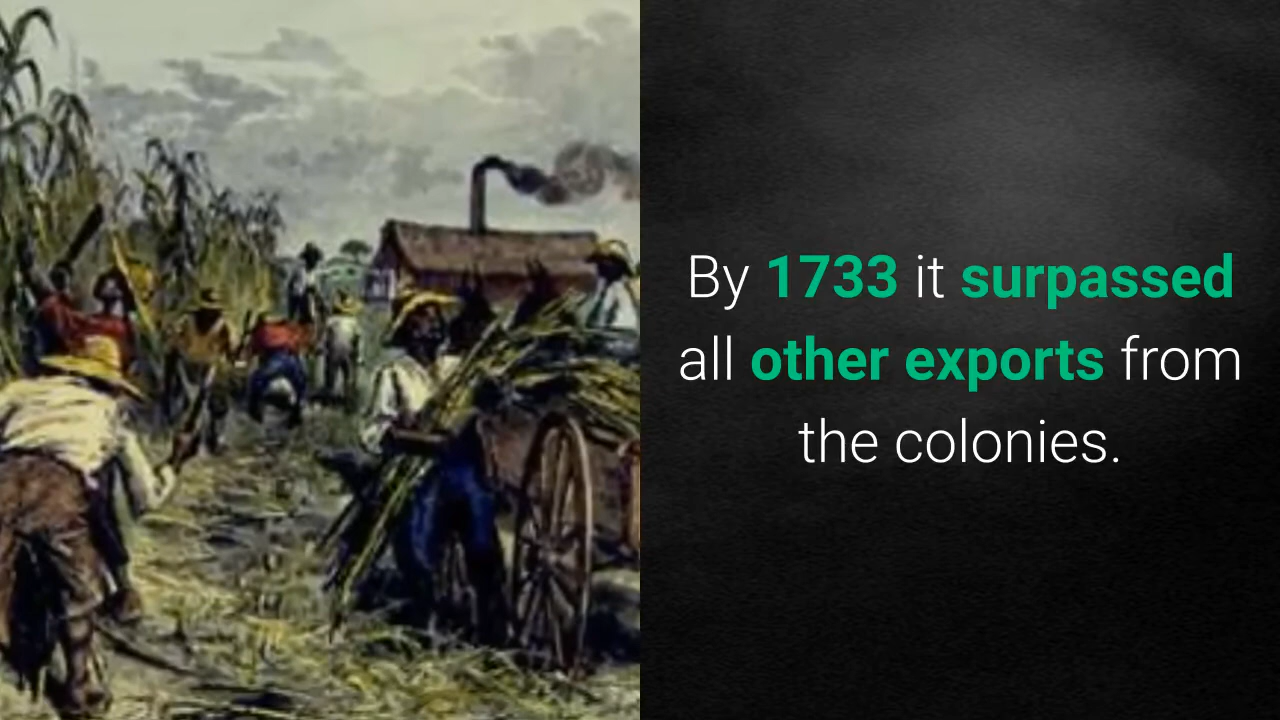 By 1733 it surpassed
all other exports from
the colonies.